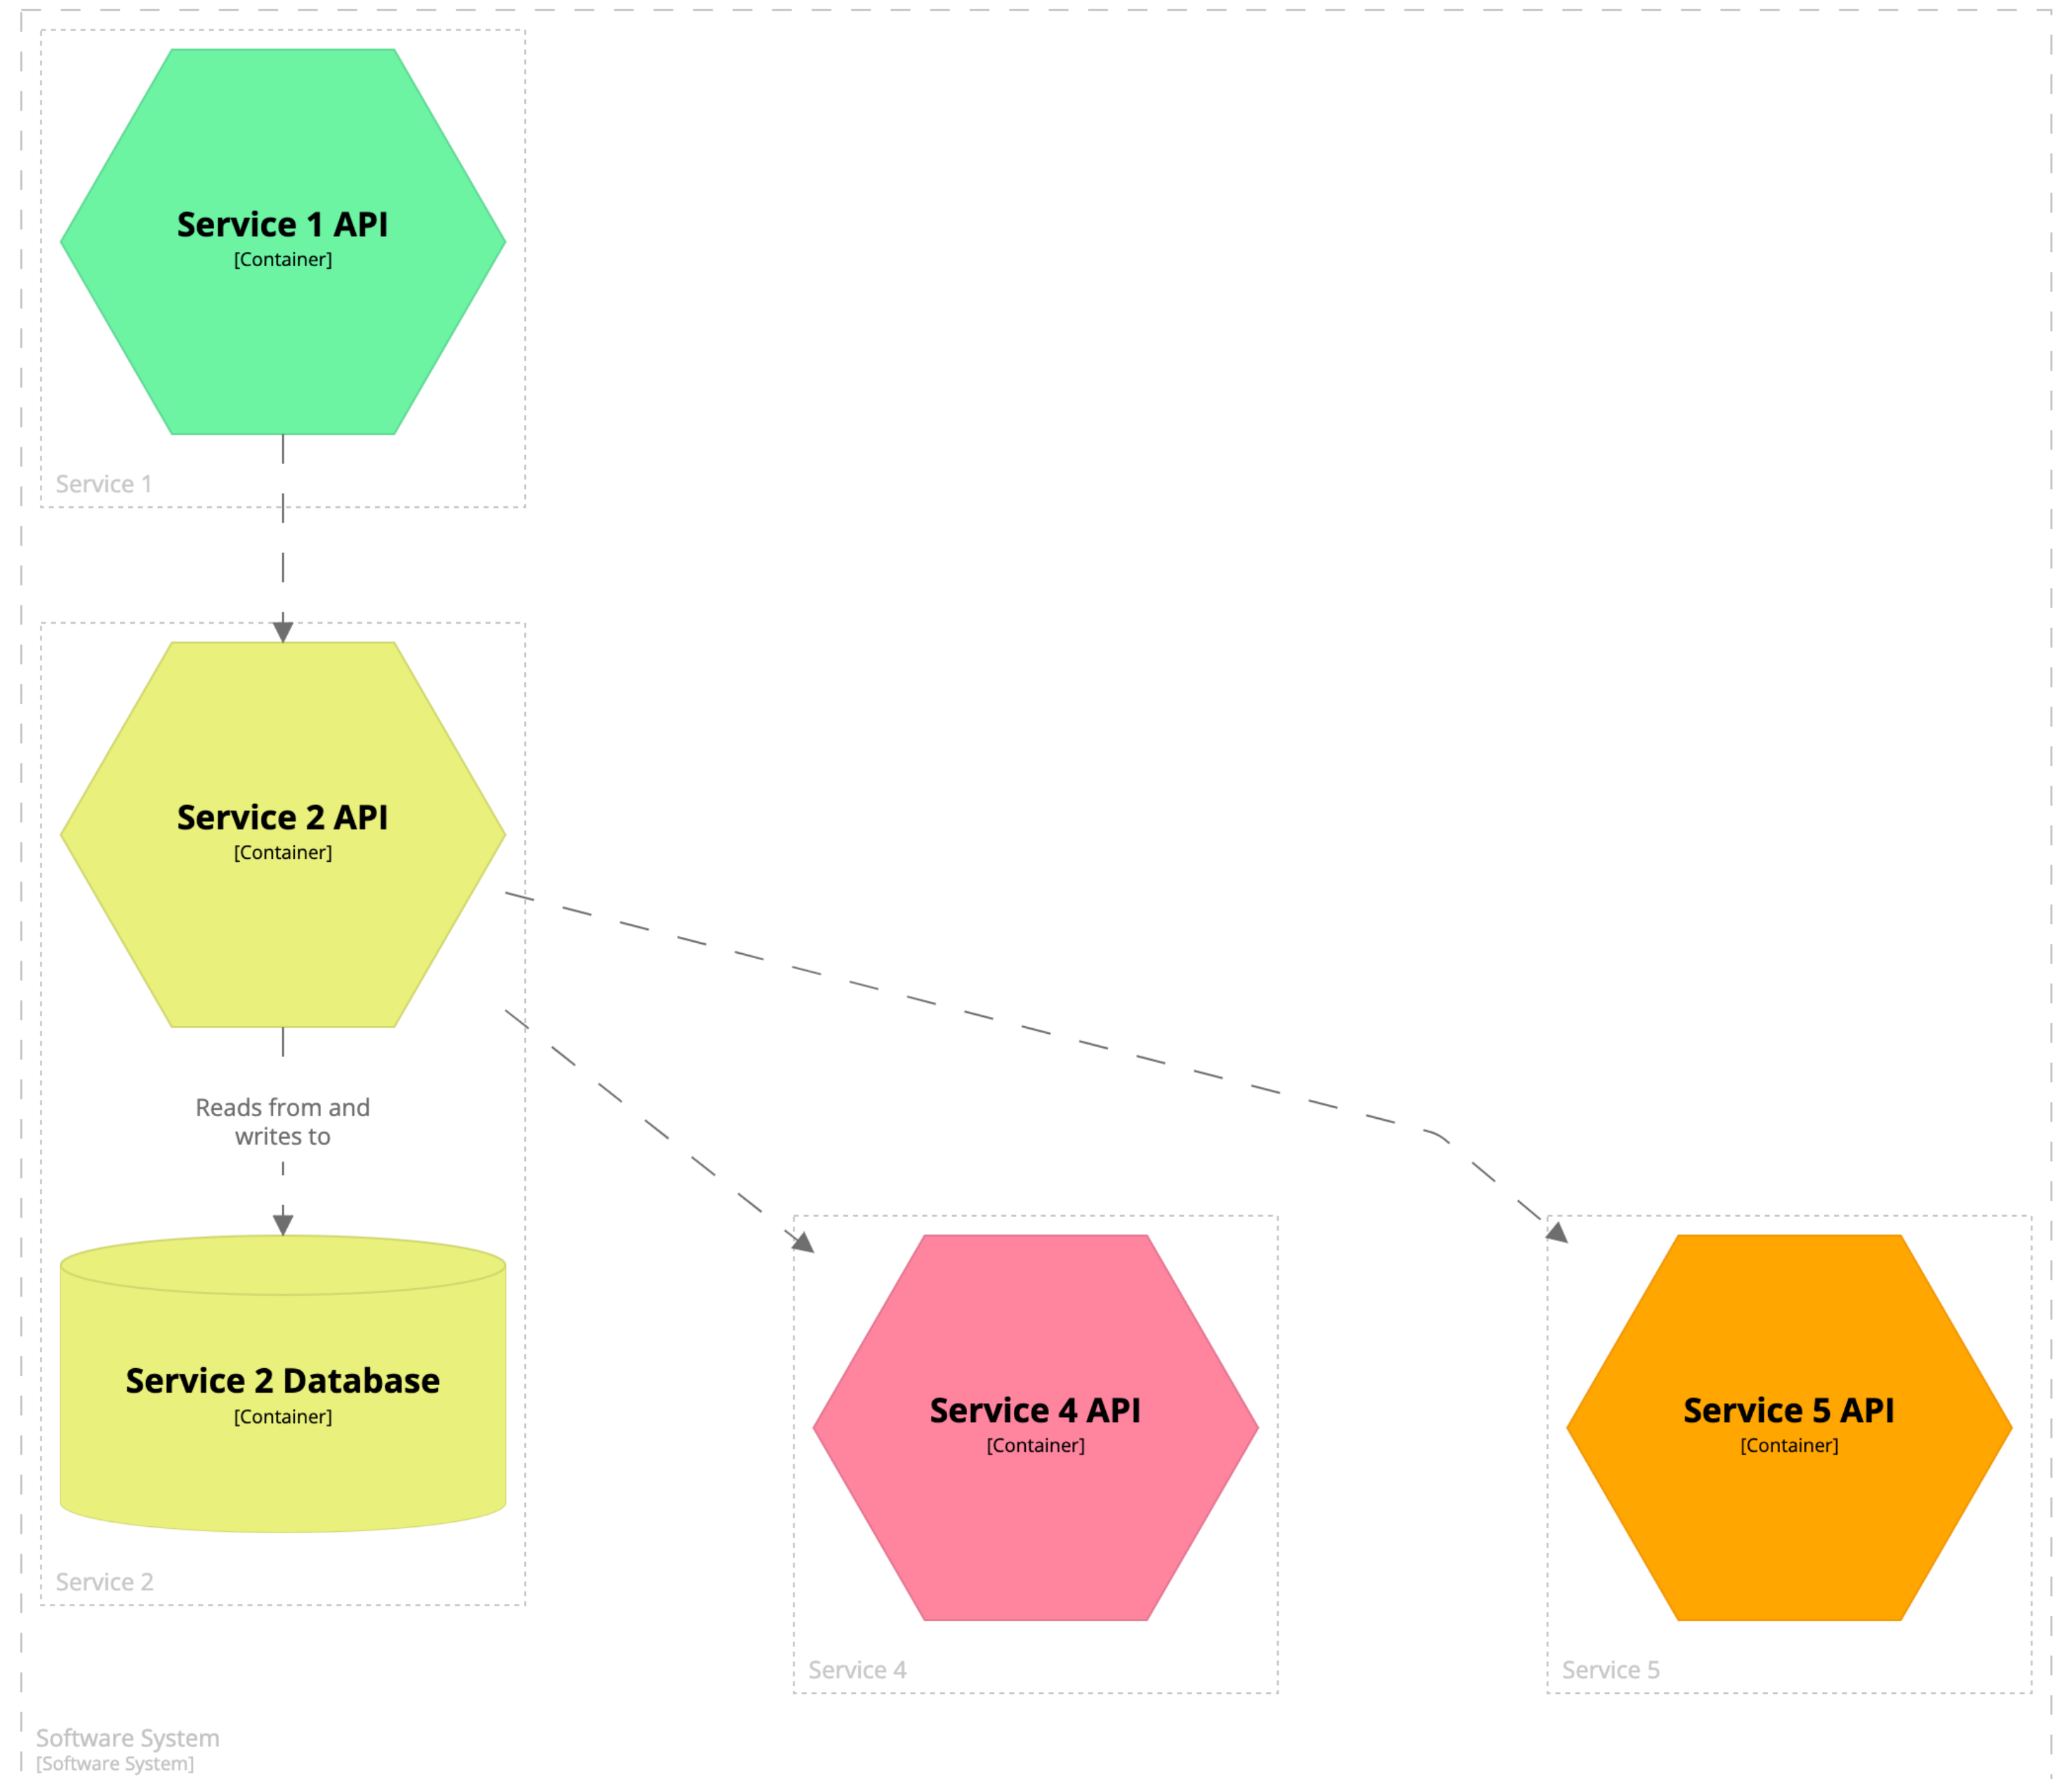 Service 1 API
[Container]
Service 1
Service 2 API
[Container]
Reads from and
writes to
Service 2 Database
[Container]
Service 2
Service 4 API
[Container]
Service 4
Service 5 API
[Container]
Service 5
Software System
[Software System]